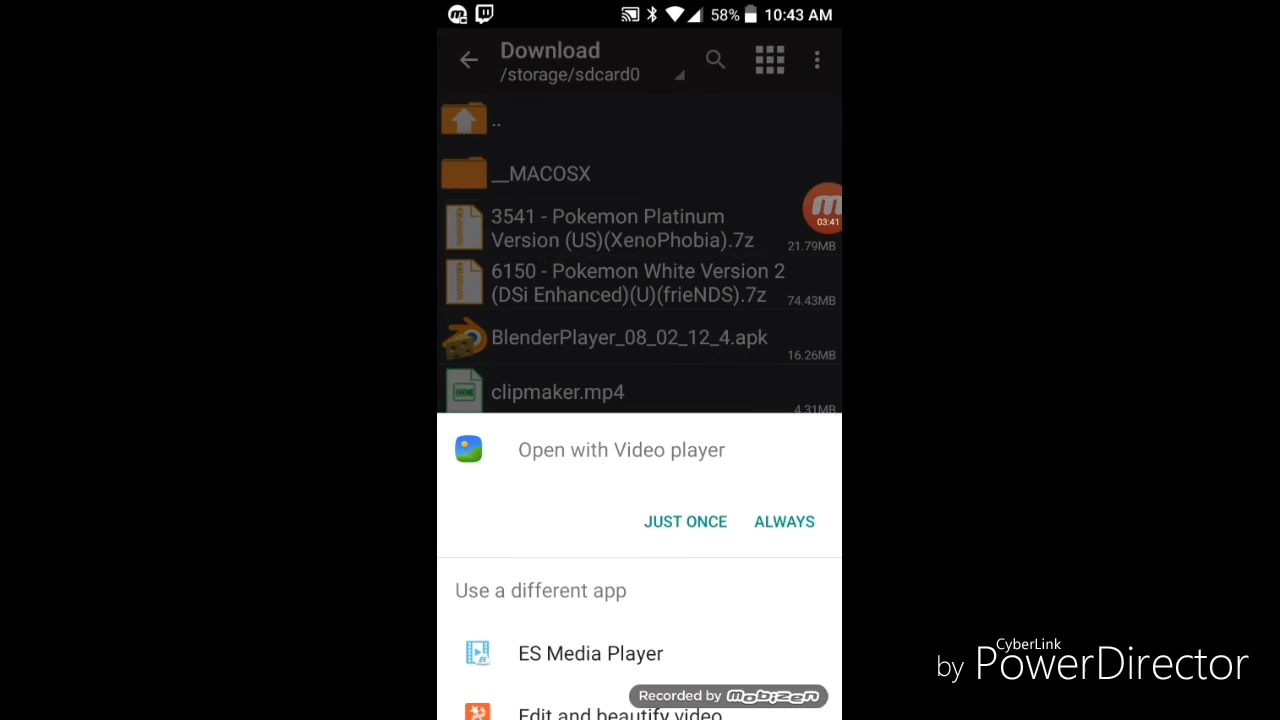 58% 10:43 AM
Download
/storage/sdcard0
..
__MACOSX
3541 - Pokemon Platinum
Version (US)(XenoPhobia).7z
21.79MB
03:41
6150 - Pokemon White Version 2
(DSi Enhanced)(U)(frieNDS).7z
74.43MB
BlenderPlayer_08_02_12_4.apk
16.26MB
clipmaker.mp4
4.31MB
Open with Video player
JUST ONCE ALWAYS
Use a different app
ES Media Player
Recorded by mobizen
Edit and beautify video
CyberLink
by PowerDirector